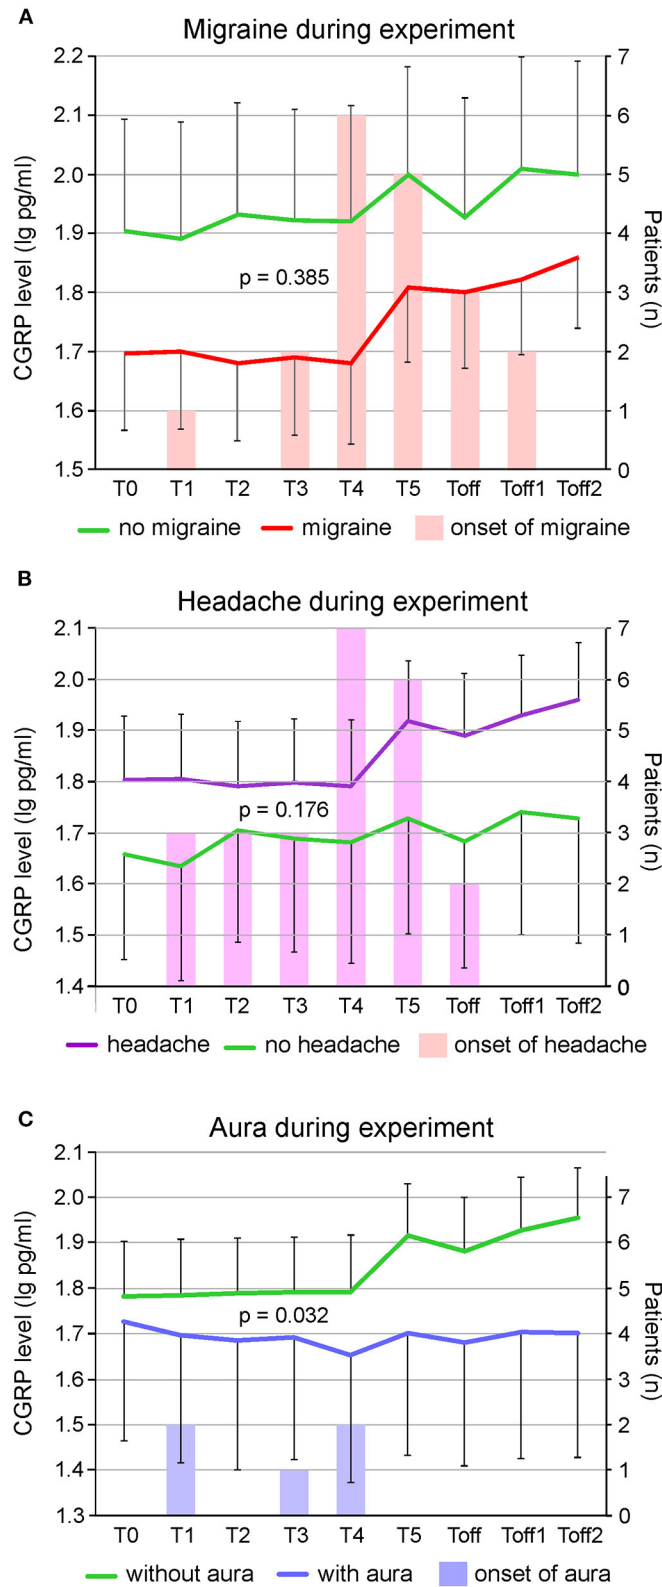 A
Migraine during experiment
2.2
2.1
2.0
1.9
1.8
1.7
1.6
1.5
CGRP level (lg pg/ml)
7
6
5
4
3
2
1
0
Patients (n)
p = 0.385
T0 T1 T2 T3 T4 T5 Toff Toff1 Toff2
no migraine migraine onset of migraine
B
Headache during experiment
2.1
2.0
1.9
1.8
1.7
1.6
1.5
1.4
CGRP level (lg pg/ml)
7
6
5
4
3
2
1
0
Patients (n)
p = 0.176
T0 T1 T2 T3 T4 T5 Toff Toff1 Toff2
headache no headache onset of headache
C
Aura during experiment
2.1
2.0
1.9
1.8
1.7
1.6
1.5
1.4
1.3
CGRP level (lg pg/ml)
7
6
5
4
3
2
1
0
Patients (n)
p = 0.032
T0 T1 T2 T3 T4 T5 Toff Toff1 Toff2
without aura with aura onset of aura